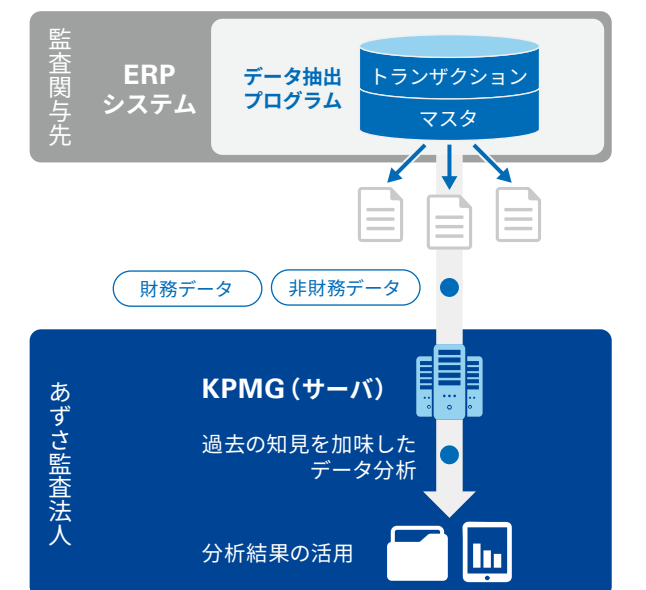 監査関与先
ERP
システム
データ抽出
プログラム
トランザクション
マスタ
財務データ
非財務データ
あずさ監査法人
KPMG（サーバ）
過去の知見を加味した
データ分析
分析結果の活用